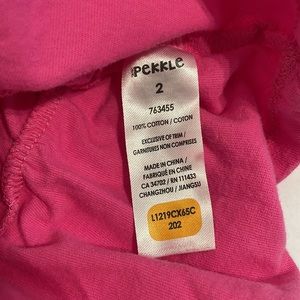 PEKKLE
2
763455
100% COTTON / COTON
EXCLUSIVE OF TRIM /
GARNITURES NON COMPRISES
MADE IN CHINA /
FABRIQUÉ EN CHINE
CA 34702 / RN 111433
CHANGZHOU / JIANGSU
L1219CX65C
202